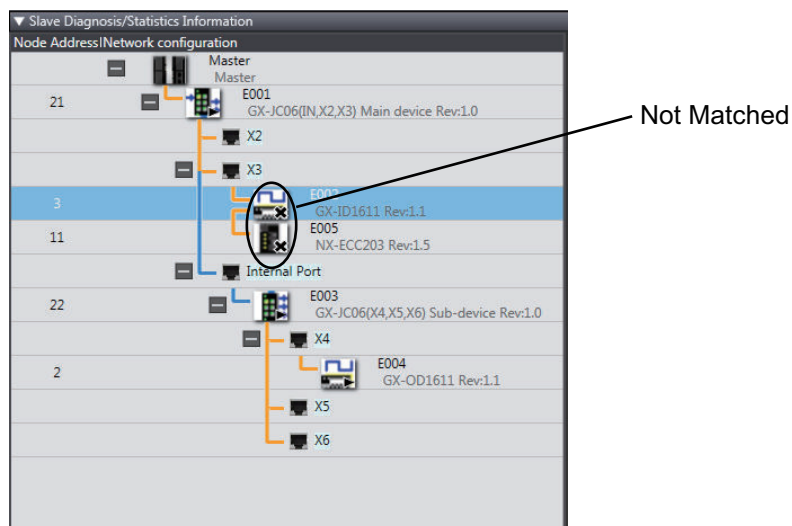 ▼ Slave Diagnosis/Statistics Information
Node Address|Network configuration
Master
Master
21 E001
GX-JC06(IN,X2,X3) Main device Rev:1.0
X2
X3
Not Matched
3 E002
GX-ID1611 Rev:1.1
11 E005
NX-ECC203 Rev:1.5
Internal Port
22 E003
GX-JC06(X4,X5,X6) Sub-device Rev:1.0
X4
2 E004
GX-OD1611 Rev:1.1
X5
X6